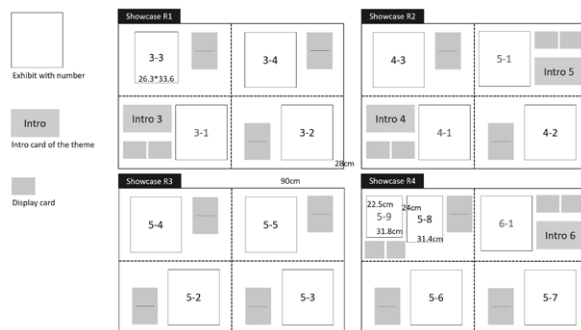 Showcase R1
Showcase R2
3-3
26.3*33.6
3-4
4-3
5-1
Intro 5
Exhibit with number
Intro
Intro card of the theme
Intro 3
3-1
3-2
28cm
Intro 4
4-1
4-2
Display card
Showcase R3
90cm
Showcase R4
5-4
5-5
22.5cm
5-9
24cm
5-8
31.8cm
31.4cm
6-1
Intro 6
5-2
5-3
5-6
5-7